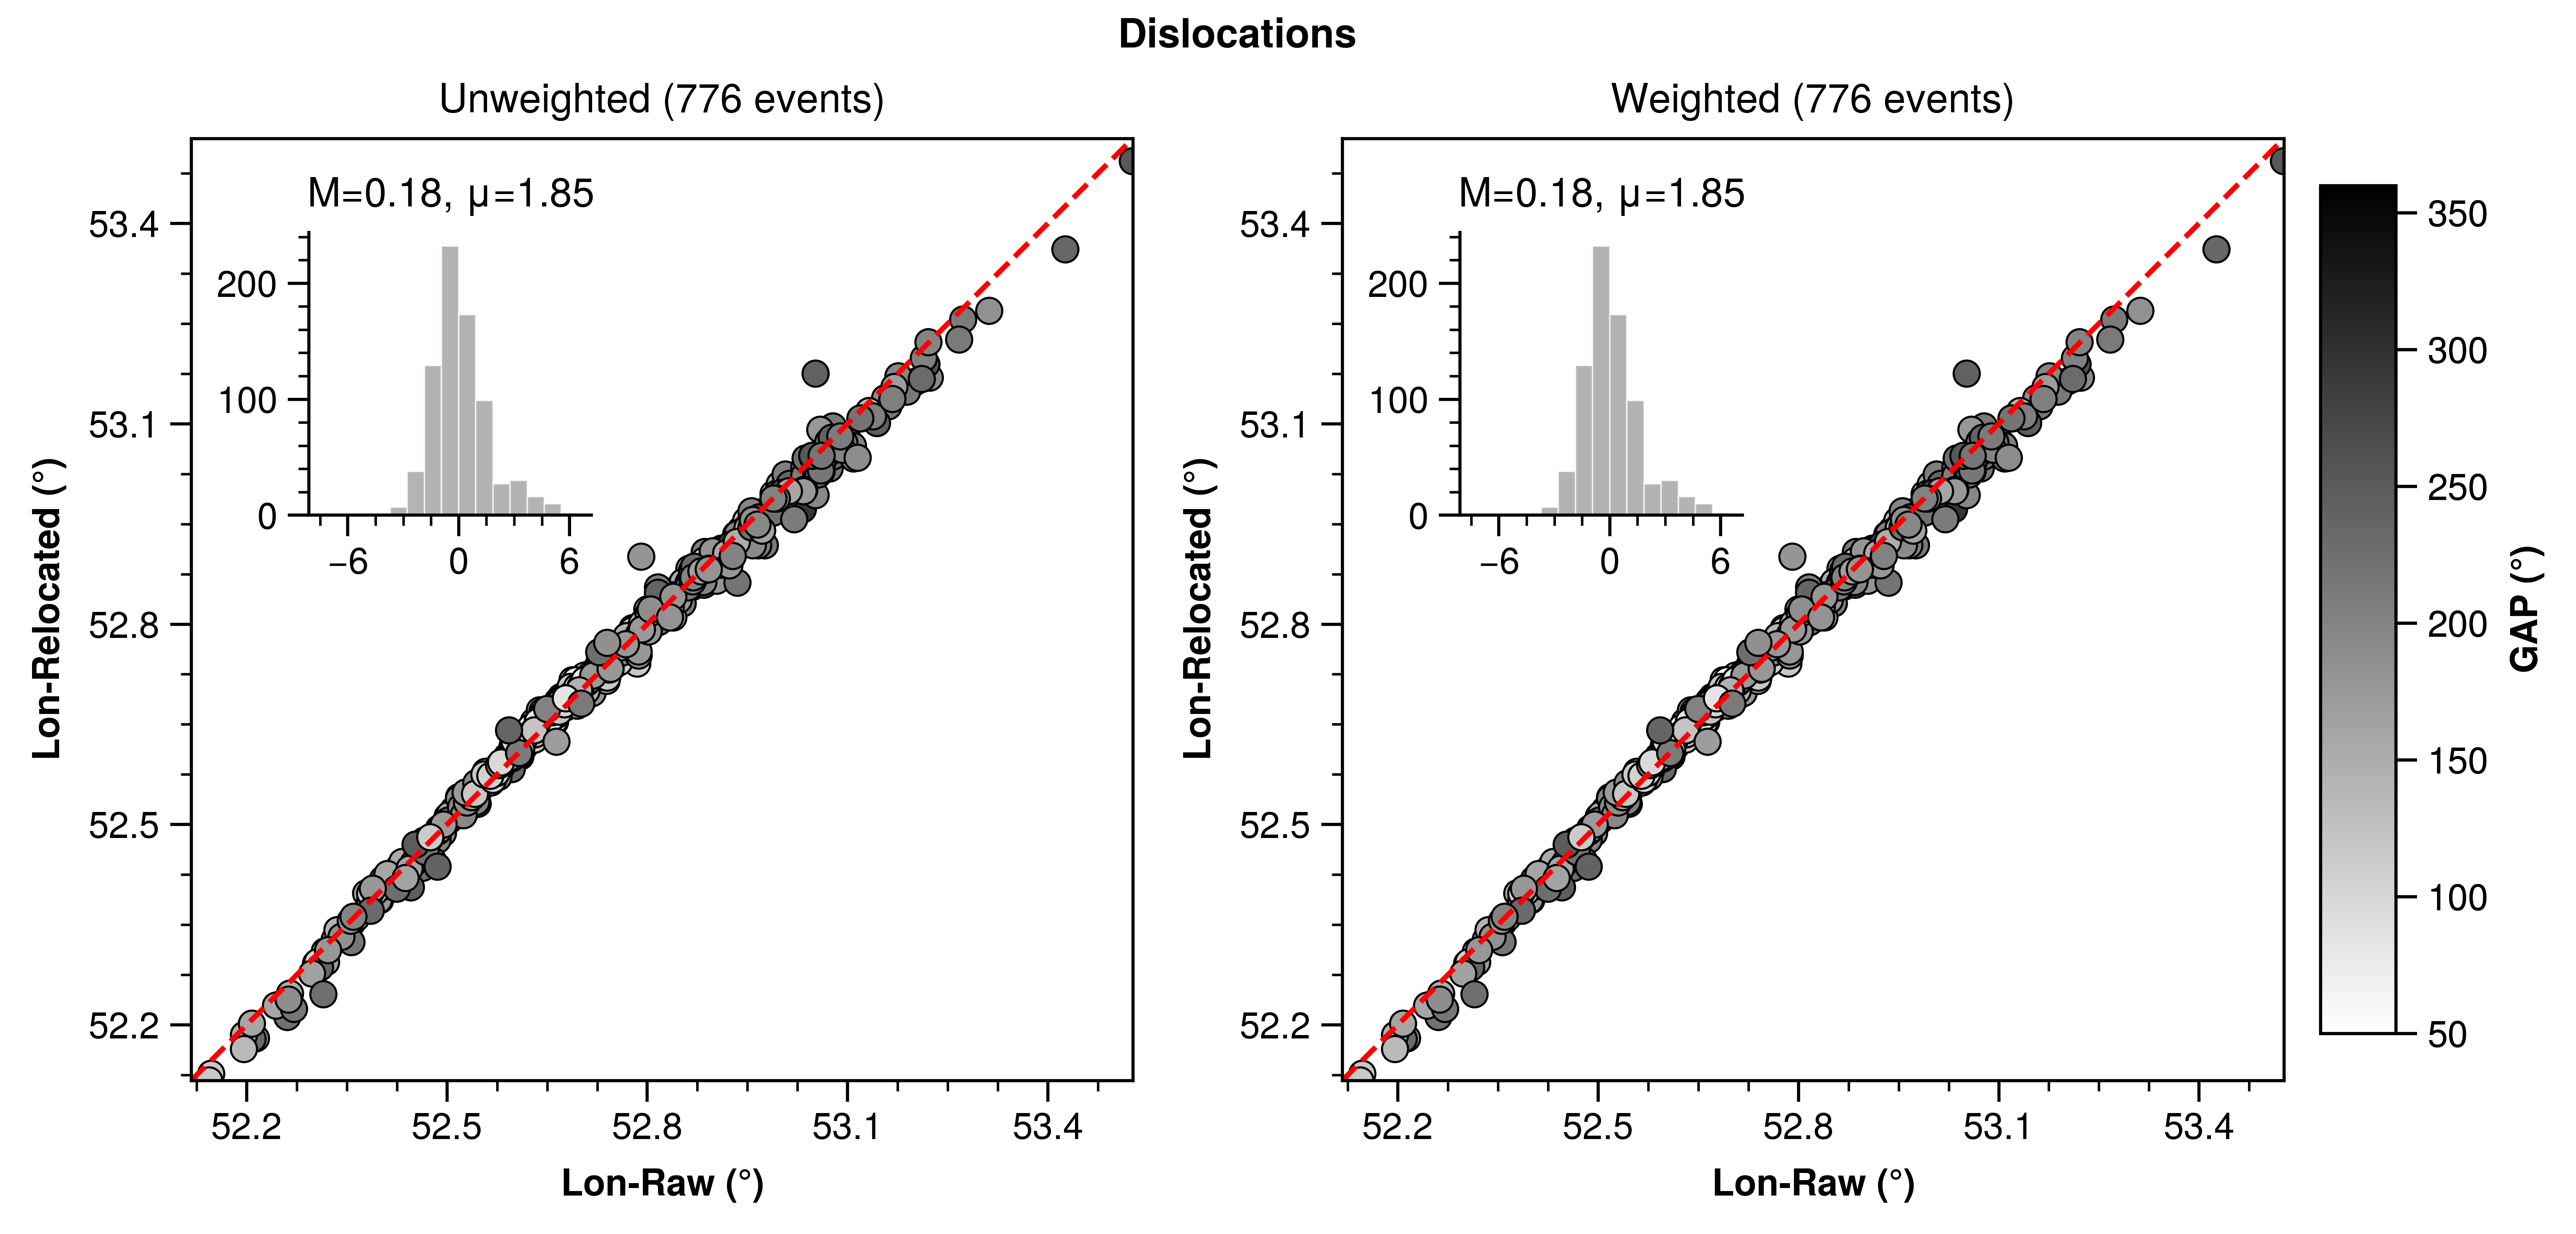 Dislocations
Unweighted (776 events)
M=0.18, μ=1.85
200
100
0
−6 0 6
53.4
53.1
52.8
52.5
52.2
Lon-Relocated (°)
52.2 52.5 52.8 53.1 53.4
Lon-Raw (°)
Weighted (776 events)
M=0.18, μ=1.85
200
100
0
−6 0 6
53.4
53.1
52.8
52.5
52.2
Lon-Relocated (°)
52.2 52.5 52.8 53.1 53.4
Lon-Raw (°)
350
300
250
200
150
100
50
GAP (°)